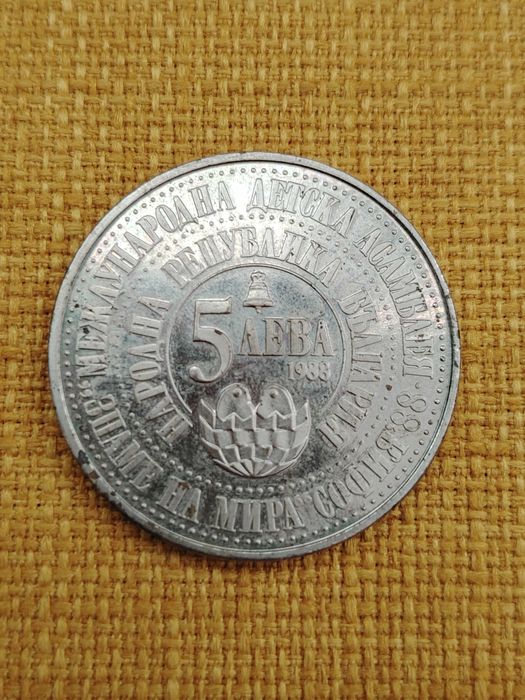 МЕЖДУНАРОДНА ДЕТСКА АСАМБЛЕЯ
"ЗНАМЕ НА МИРА" СОФИЯ '88
НАРОДНА РЕПУБЛИКА БЪЛГАРИЯ
5 ЛЕВА
1988